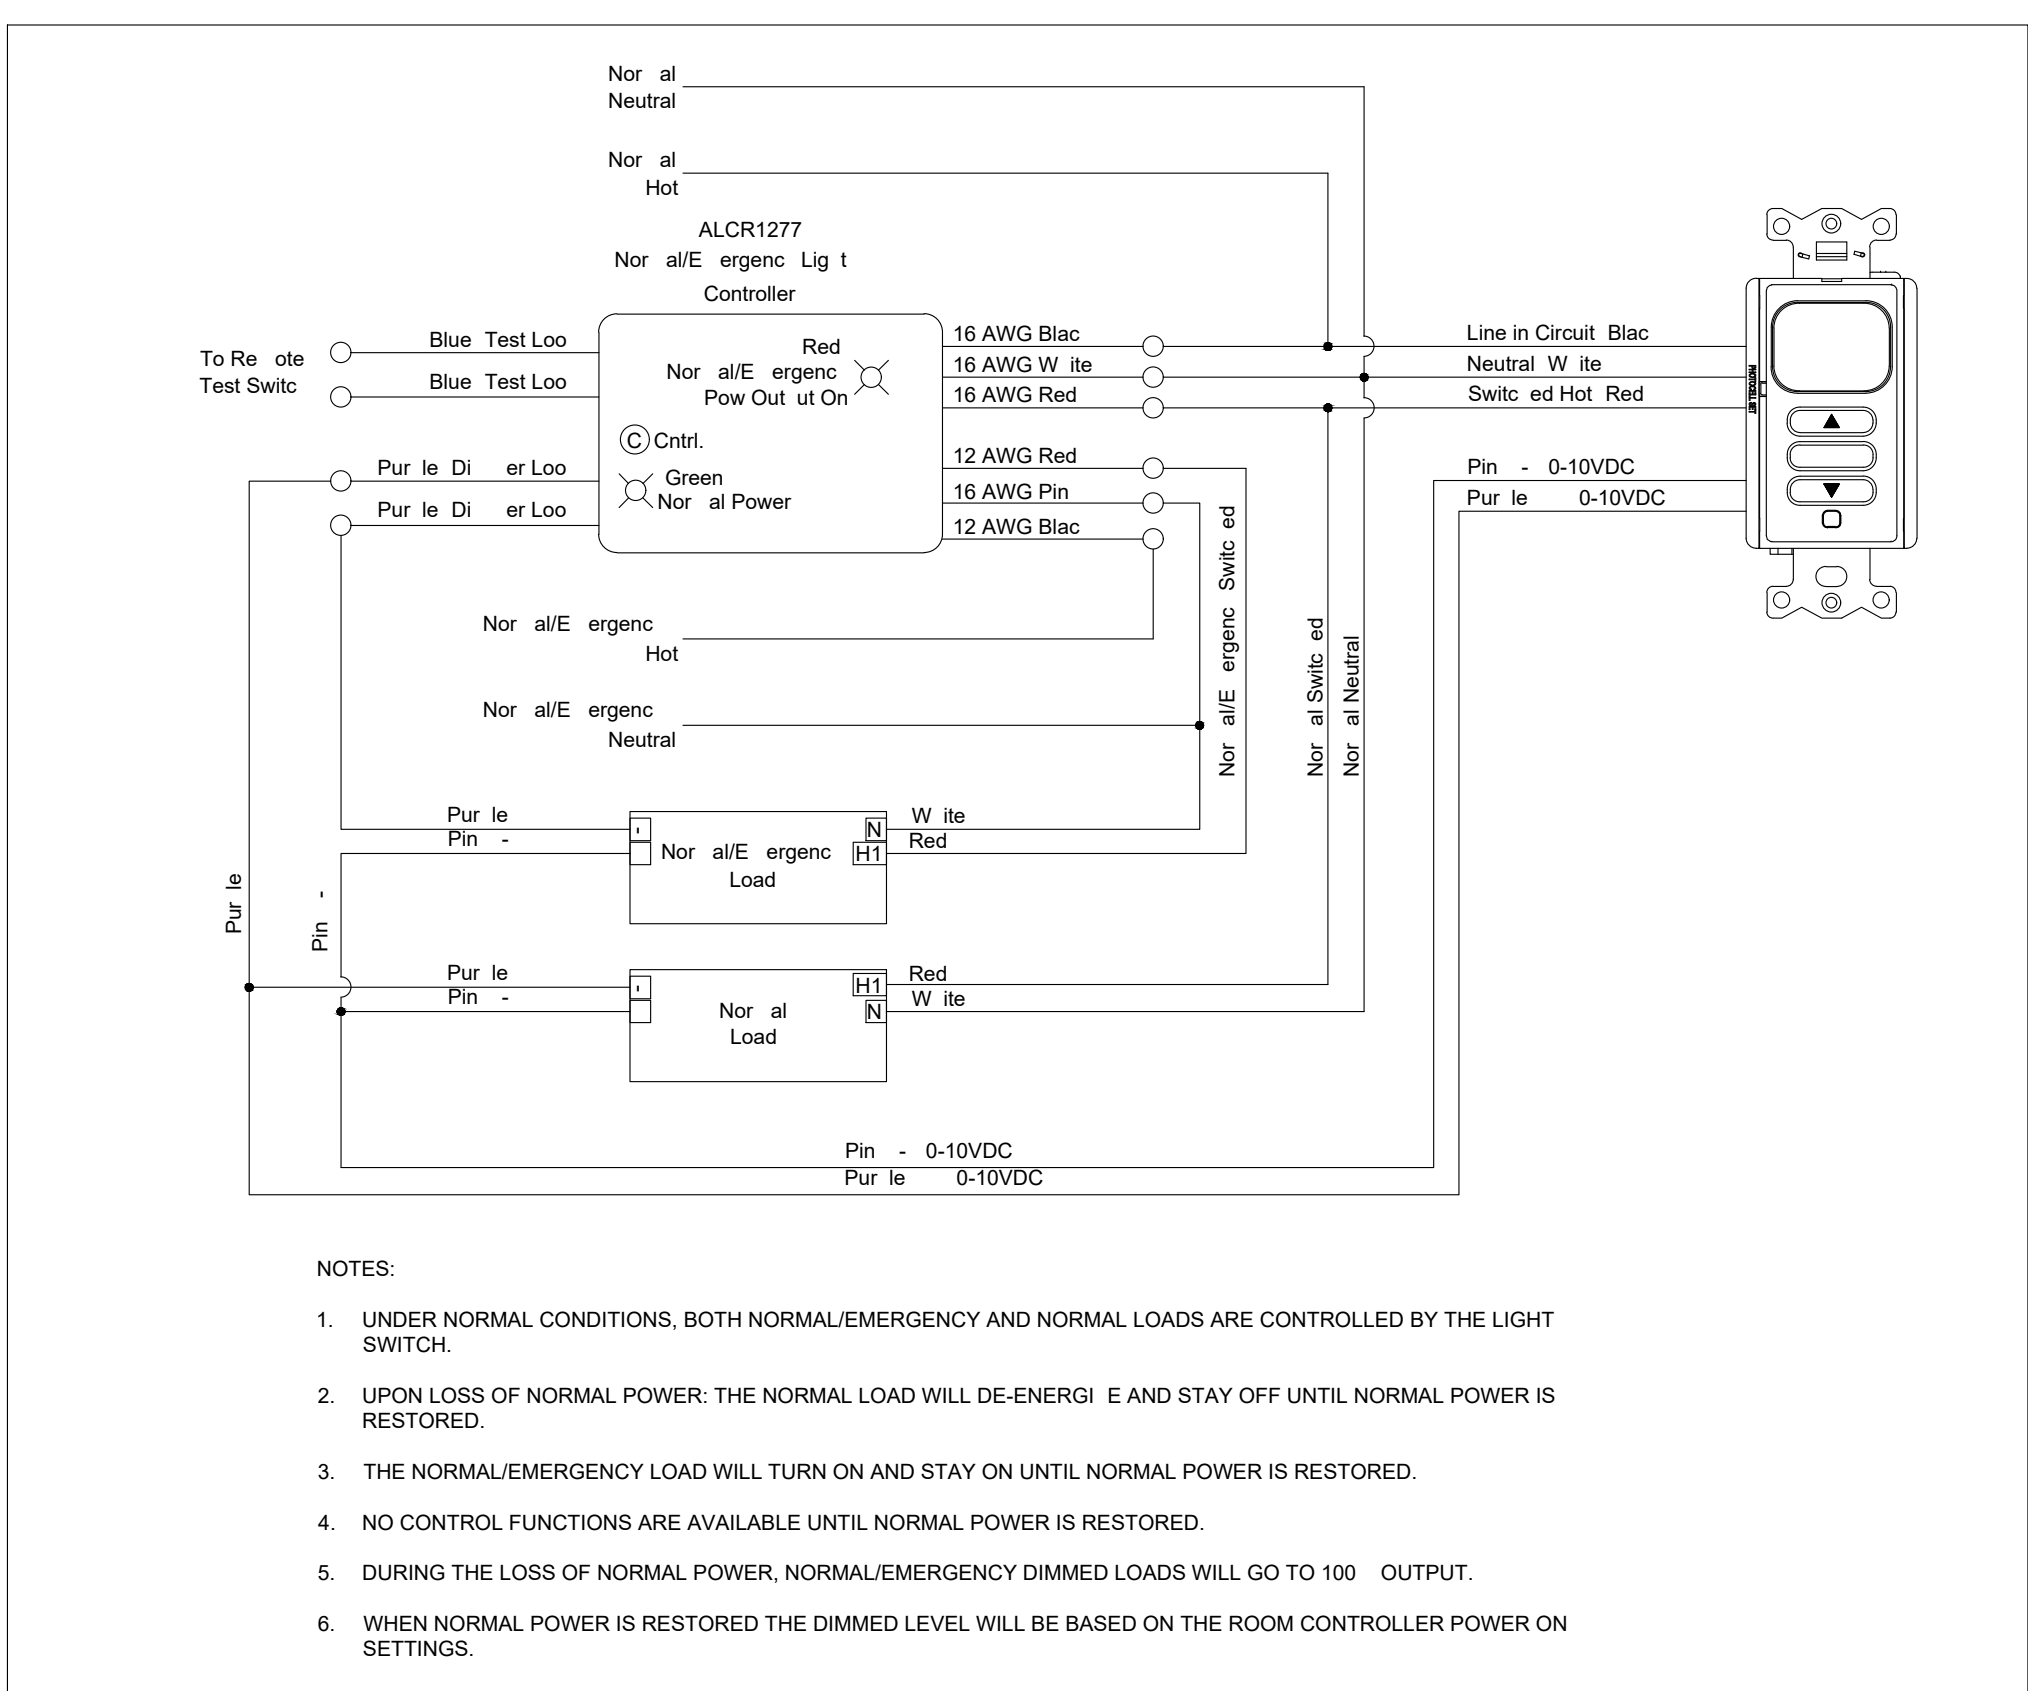 Nor al
Neutral
Nor al
Hot
ALCR1277
Nor al/E ergenc Lig t
Controller
To Re ote
Test Switc
Blue Test Loo
Blue Test Loo
Pur le Di er Loo
Pur le Di er Loo
Red
Nor al/E ergenc
Pow Out ut On
C Cntrl.
Green
Nor al Power
16 AWG Blac
16 AWG W ite
16 AWG Red
12 AWG Red
16 AWG Pin
12 AWG Blac
Line in Circuit Blac
Neutral W ite
Switc ed Hot Red
Pin - 0-10VDC
Pur le 0-10VDC
PHOTOCELL SET
Nor al/E ergenc
Hot
Nor al/E ergenc
Neutral
Nor al/E ergenc Switc ed
Nor al Switc ed
Nor al Neutral
Pur le
Pin -
Pur le
Pin -
-
Nor al/E ergenc
Load
N
H1
W ite
Red
Pur le
Pin -
-
Nor al
Load
H1
N
Red
W ite
Pin - 0-10VDC
Pur le 0-10VDC
NOTES:
1. UNDER NORMAL CONDITIONS, BOTH NORMAL/EMERGENCY AND NORMAL LOADS ARE CONTROLLED BY THE LIGHT
SWITCH.
2. UPON LOSS OF NORMAL POWER: THE NORMAL LOAD WILL DE-ENERGI E AND STAY OFF UNTIL NORMAL POWER IS
RESTORED.
3. THE NORMAL/EMERGENCY LOAD WILL TURN ON AND STAY ON UNTIL NORMAL POWER IS RESTORED.
4. NO CONTROL FUNCTIONS ARE AVAILABLE UNTIL NORMAL POWER IS RESTORED.
5. DURING THE LOSS OF NORMAL POWER, NORMAL/EMERGENCY DIMMED LOADS WILL GO TO 100 OUTPUT.
6. WHEN NORMAL POWER IS RESTORED THE DIMMED LEVEL WILL BE BASED ON THE ROOM CONTROLLER POWER ON
SETTINGS.